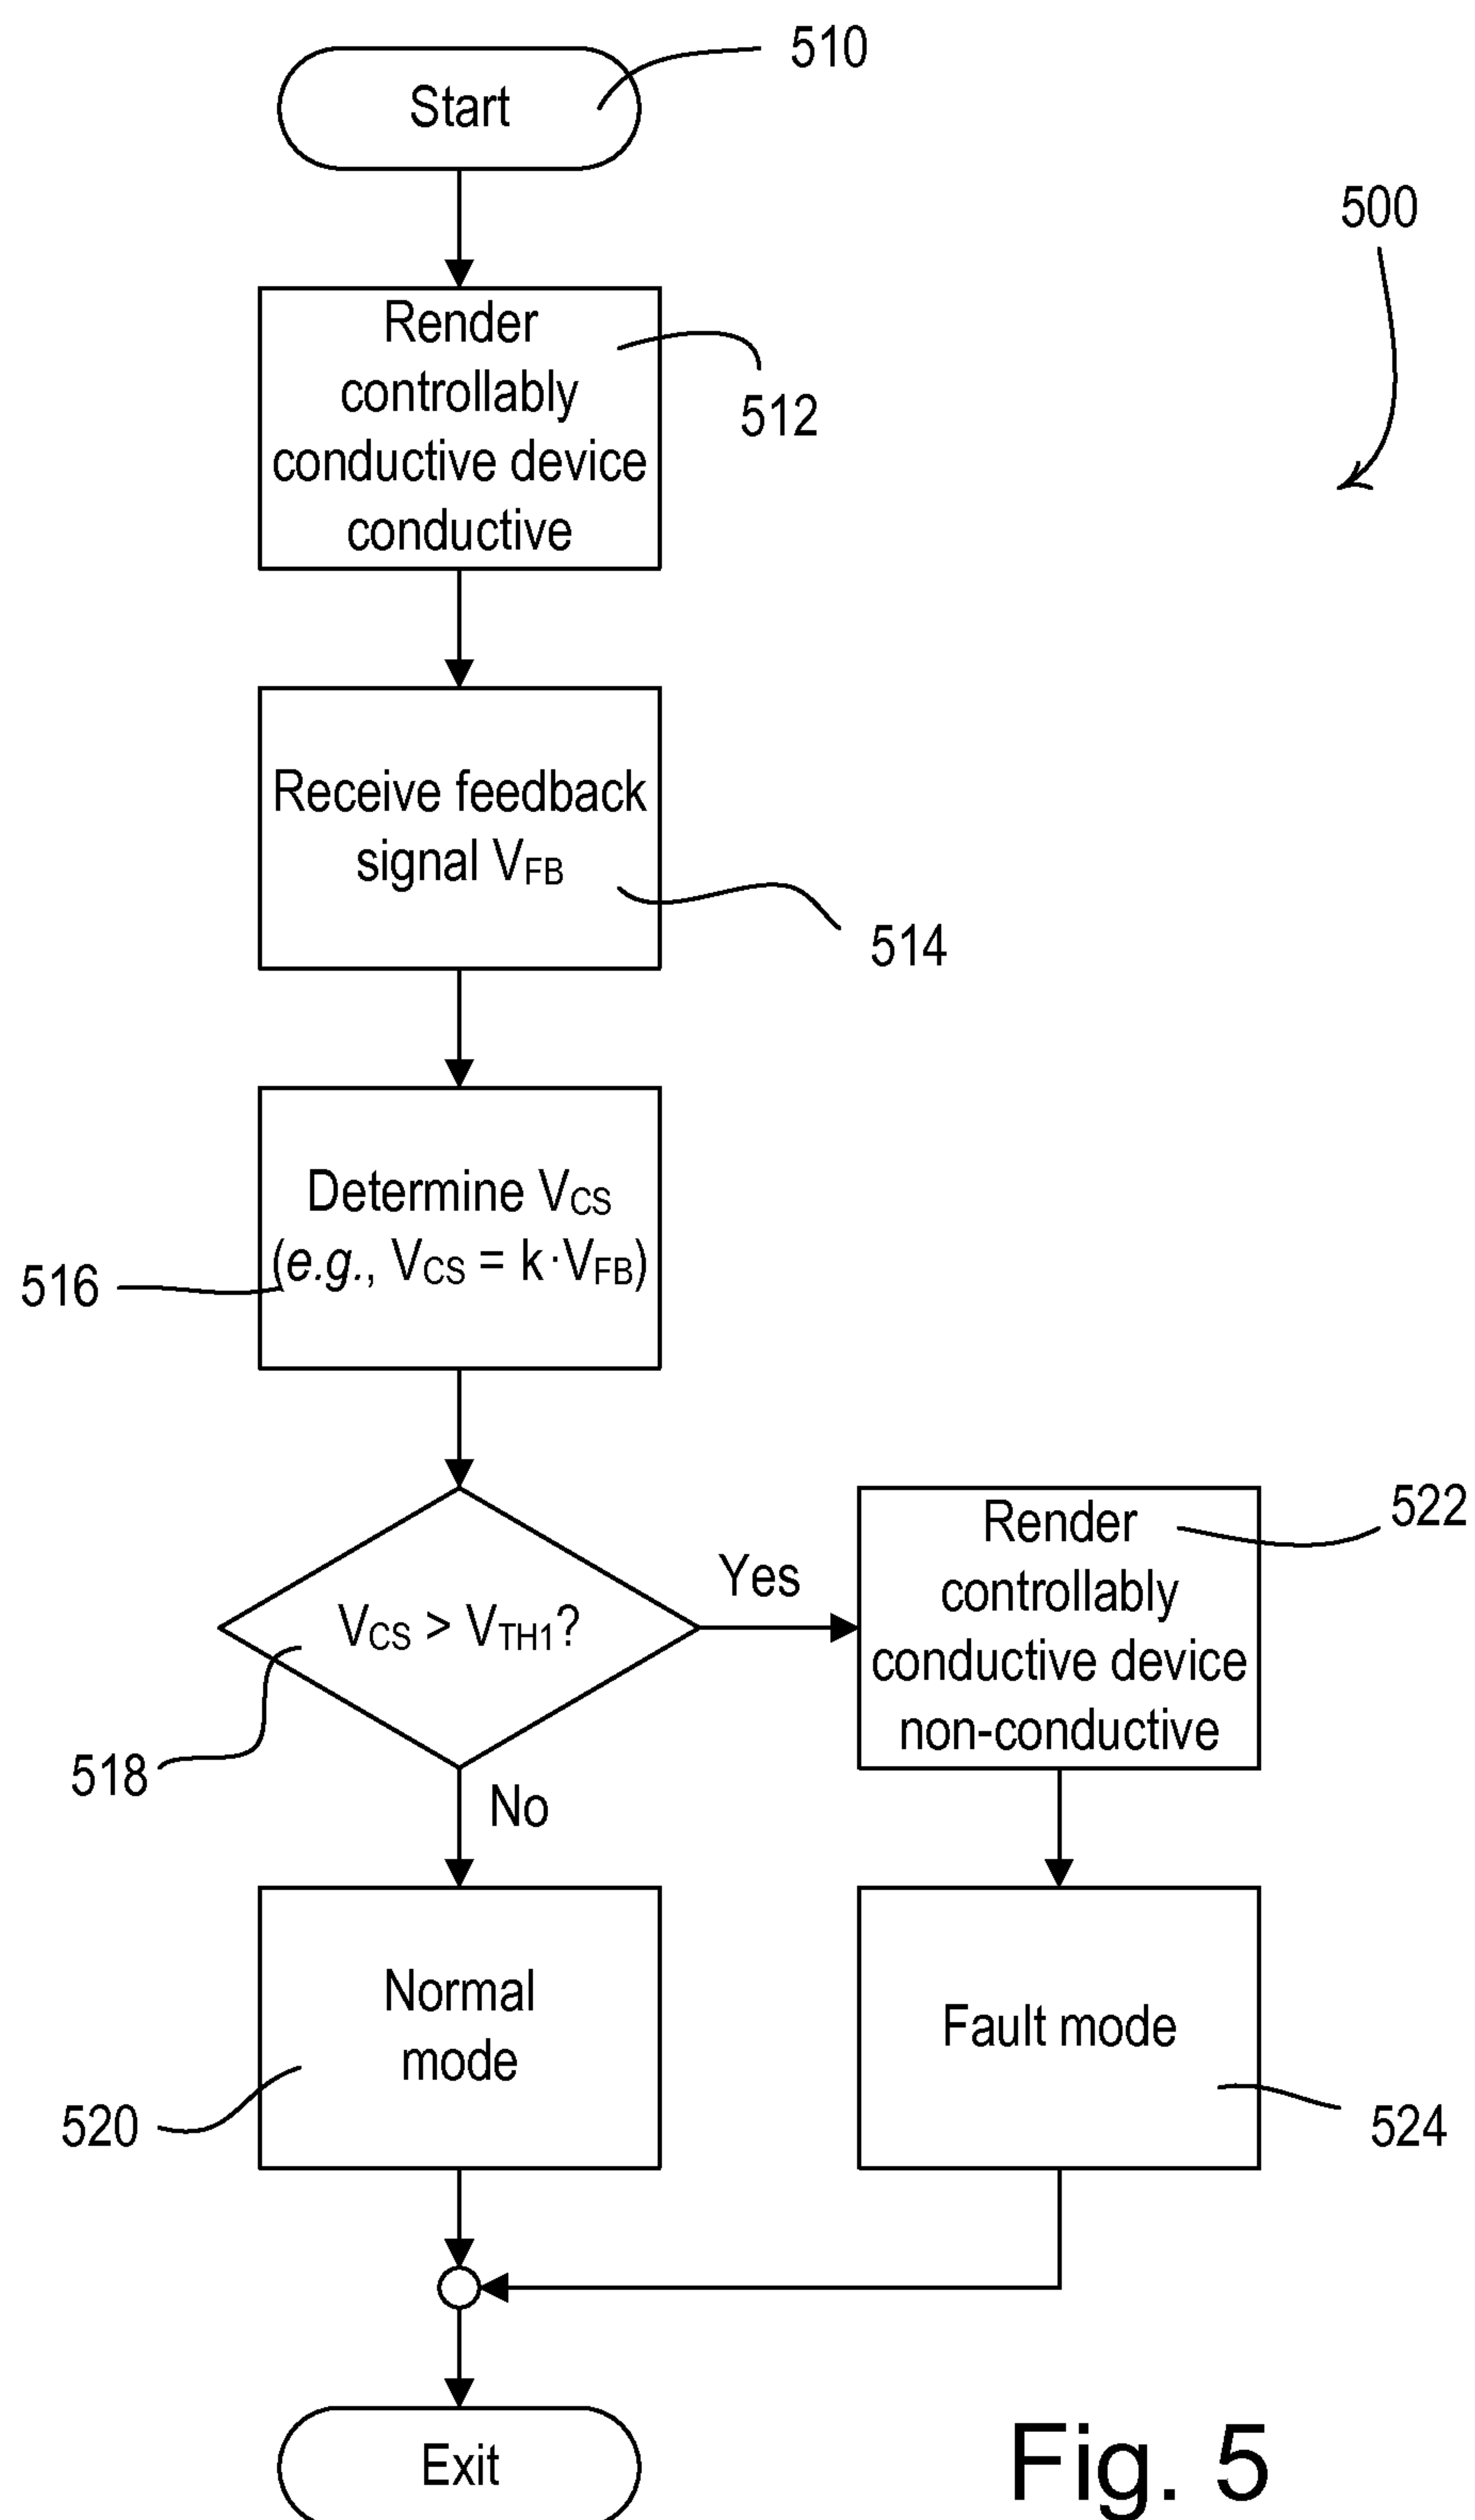 Start
510
500
Render
controllably
conductive device
conductive
512
Receive feedback
signal VFB
514
Determine VCS
(e.g., VCS = k·VFB)
516
VCS > VTH1?
518
Yes
No
Render
controllably
conductive device
non-conductive
522
Normal
mode
520
Fault mode
524
Exit
Fig. 5